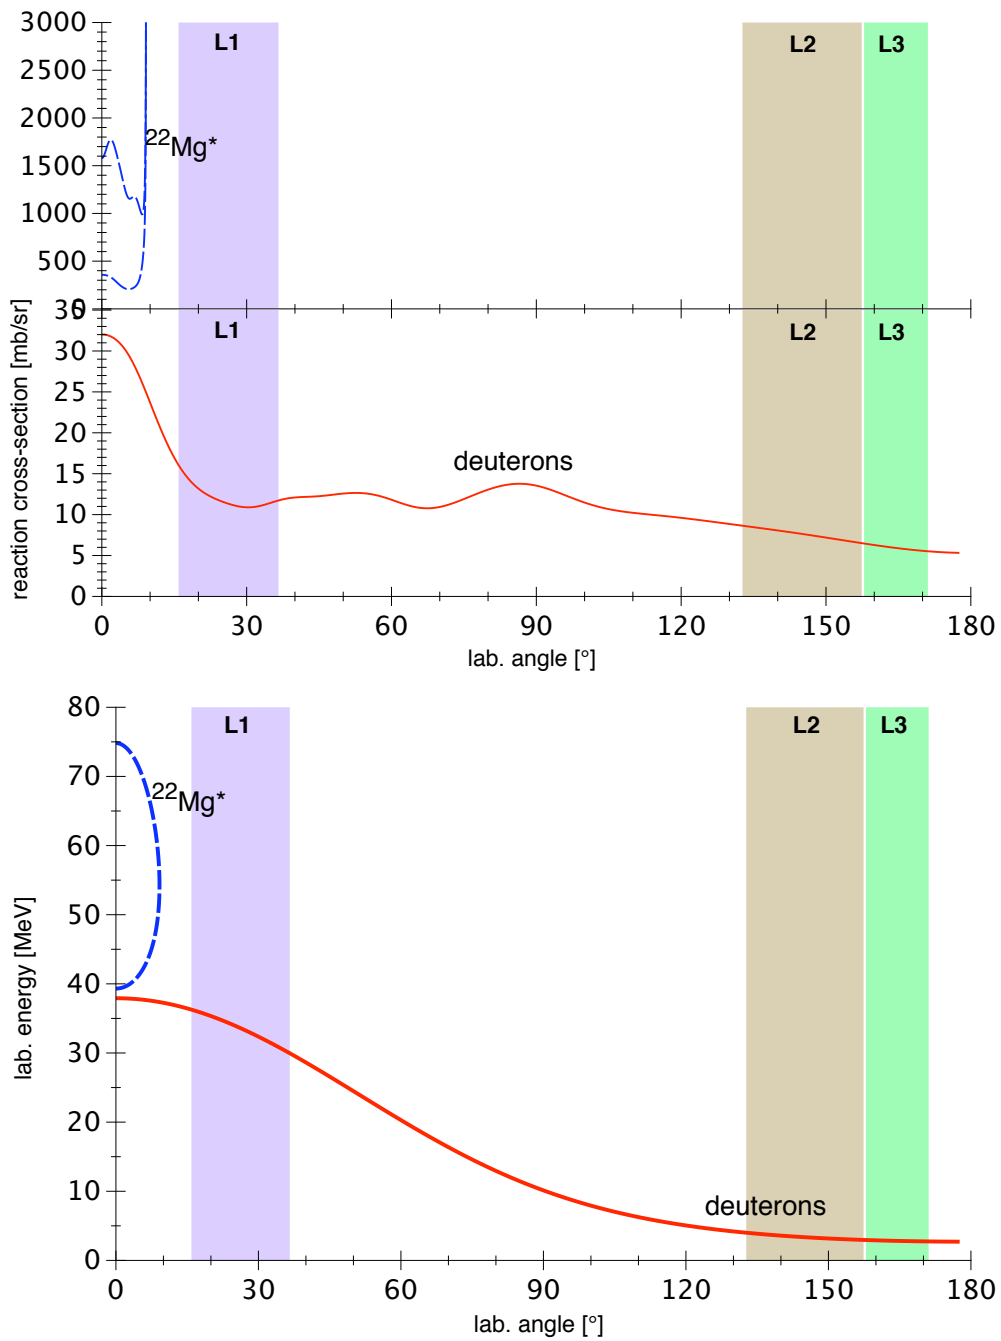 3000
L1
L2
L3
2500
2000
²²Mg*
1500
1000
500
0
35
L1
L2
L3
30
25
20
deuterons
15
10
5
0
reaction cross-section [mb/sr]
0 30 60 90 120 150 180
lab. angle [°]
80
L1
L2
L3
70
²²Mg*
60
50
40
30
20
10
deuterons
0
lab. energy [MeV]
0 30 60 90 120 150 180
lab. angle [°]